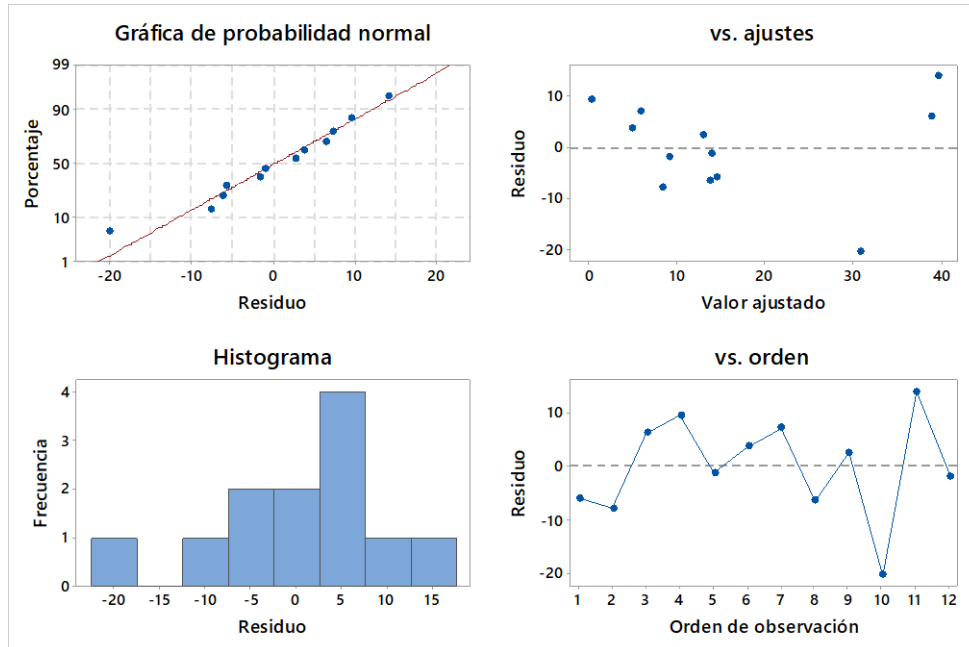 Gráfica de probabilidad normal
99
90
50
10
1
Porcentaje
-20 -10 0 10 20
Residuo
vs. ajustes
10
0
-10
-20
Residuo
0 10 20 30 40
Valor ajustado
Histograma
4
3
2
1
0
Frecuencia
-20 -15 -10 -5 0 5 10 15
Residuo
vs. orden
10
0
-10
-20
Residuo
1 2 3 4 5 6 7 8 9 10 11 12
Orden de observación